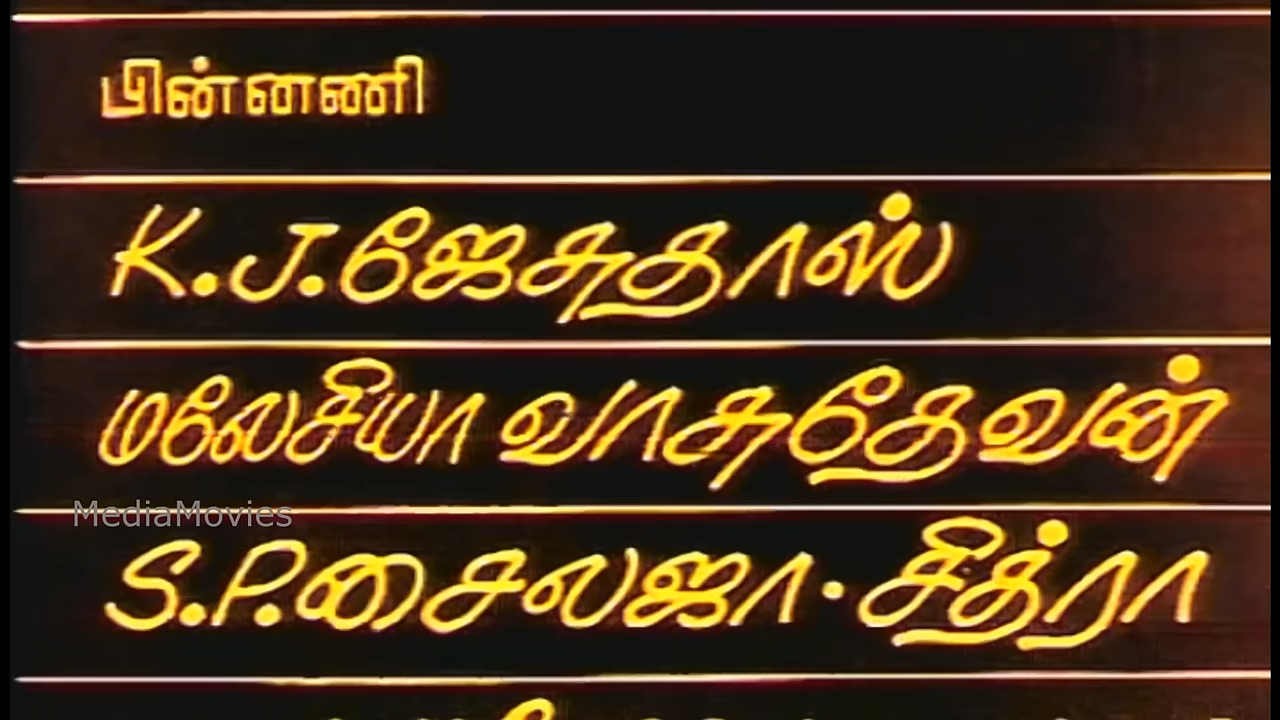 பின்னணி
K.J.ஜேசுதாஸ்
மலேசியா வாசுதேவன்
MediaMovies
S.P.சைலஜா·சித்ரா